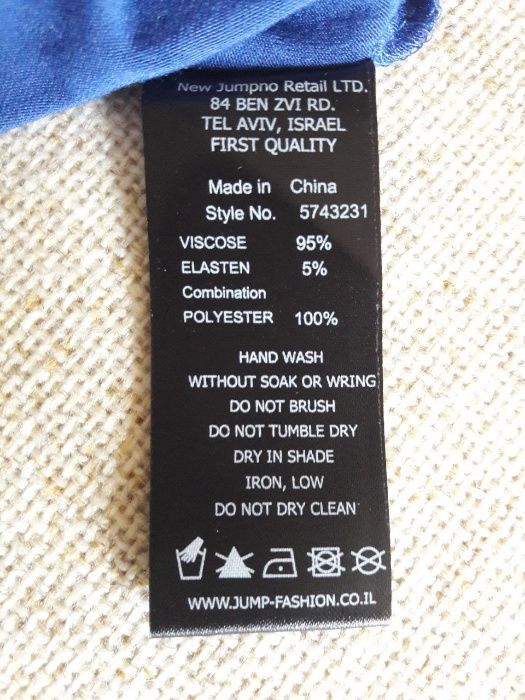 New Jumpno Retail LTD.
84 BEN ZVI RD.
TEL AVIV, ISRAEL
FIRST QUALITY
Made in China
Style No. 5743231
VISCOSE 95%
ELASTEN 5%
Combination
POLYESTER 100%
HAND WASH
WITHOUT SOAK OR WRING
DO NOT BRUSH
DO NOT TUMBLE DRY
DRY IN SHADE
IRON, LOW
DO NOT DRY CLEAN
WWW.JUMP-FASHION.CO.IL